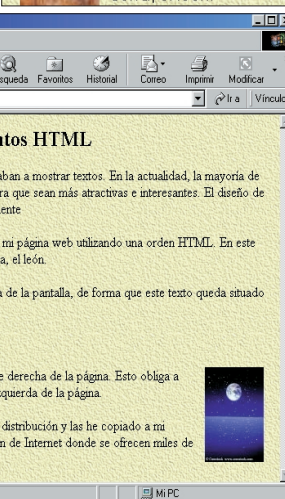 squeda Favoritos Historial Correo Imprimir Modificar
Ir a Vínculo
tos HTML
aban a mostrar textos. En la actualidad, la mayoría de
ra que sean más atractivas e interesantes. El diseño de
ente
mi página web utilizando una orden HTML. En este
a, el león.
a de la pantalla, de forma que este texto queda situado
e derecha de la página. Esto obliga a
quierda de la página.
distribución y las he copiado a mi
n de Internet donde se ofrecen miles de
Mi PC